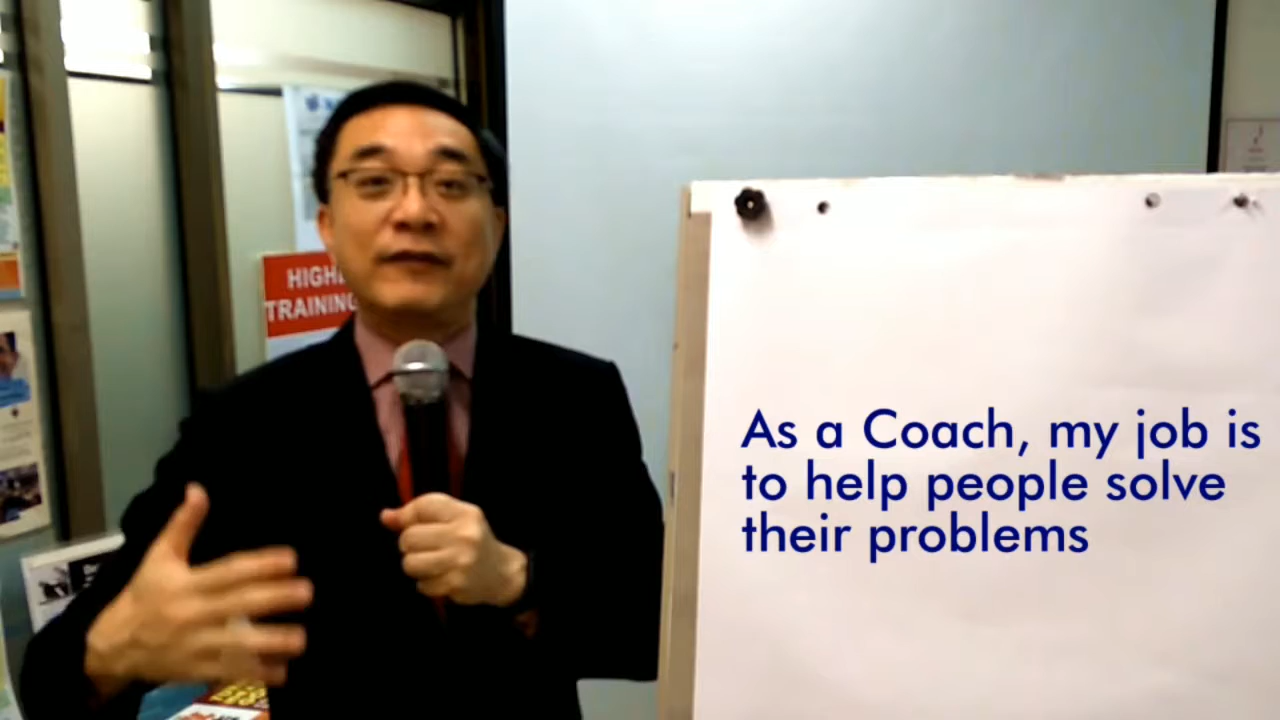 HIGH
TRAINING
As a Coach, my job is
to help people solve
their problems